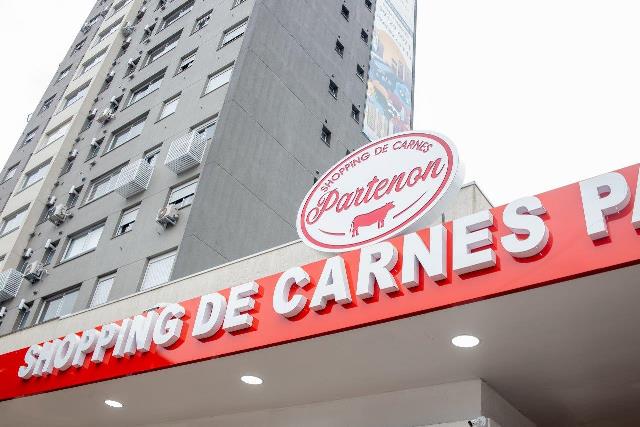 SHOPPING DE CARNES
Partenon
SHOPPING DE CARNES PA